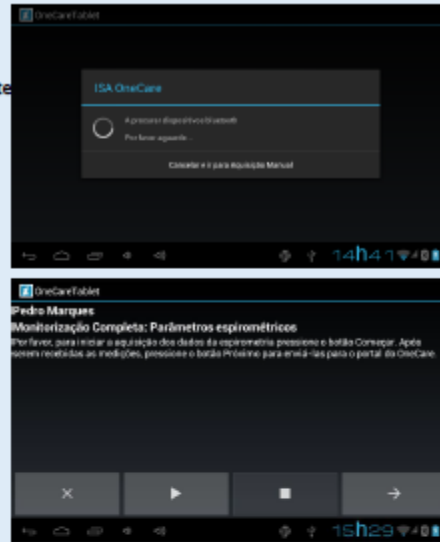 te
OneCareTablet
ISA OneCare
A procurar dispositivos bluetooth
Por favor aguarde...
Cancelar e ir para Aquisição Manual
14h41
OneCareTablet
Pedro Marques
Monitorização Completa: Parâmetros espirométricos
Por favor, para iniciar a aquisição dos dados da espirometria pressione o botão Começar. Após
serem recebidas as medições, pressione o botão Próximo para enviá-las para o portal do OneCare.
15h29